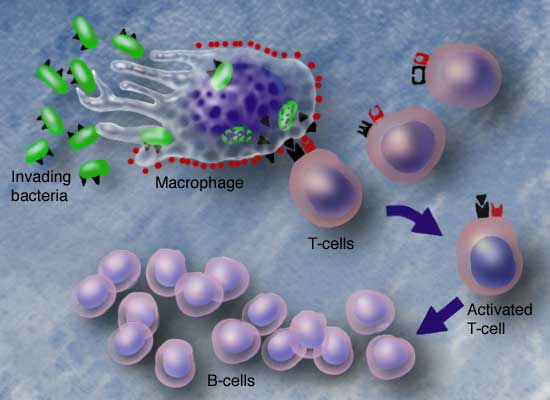 Invading
bacteria
Macrophage
T-cells
Activated
T-cell
B-cells